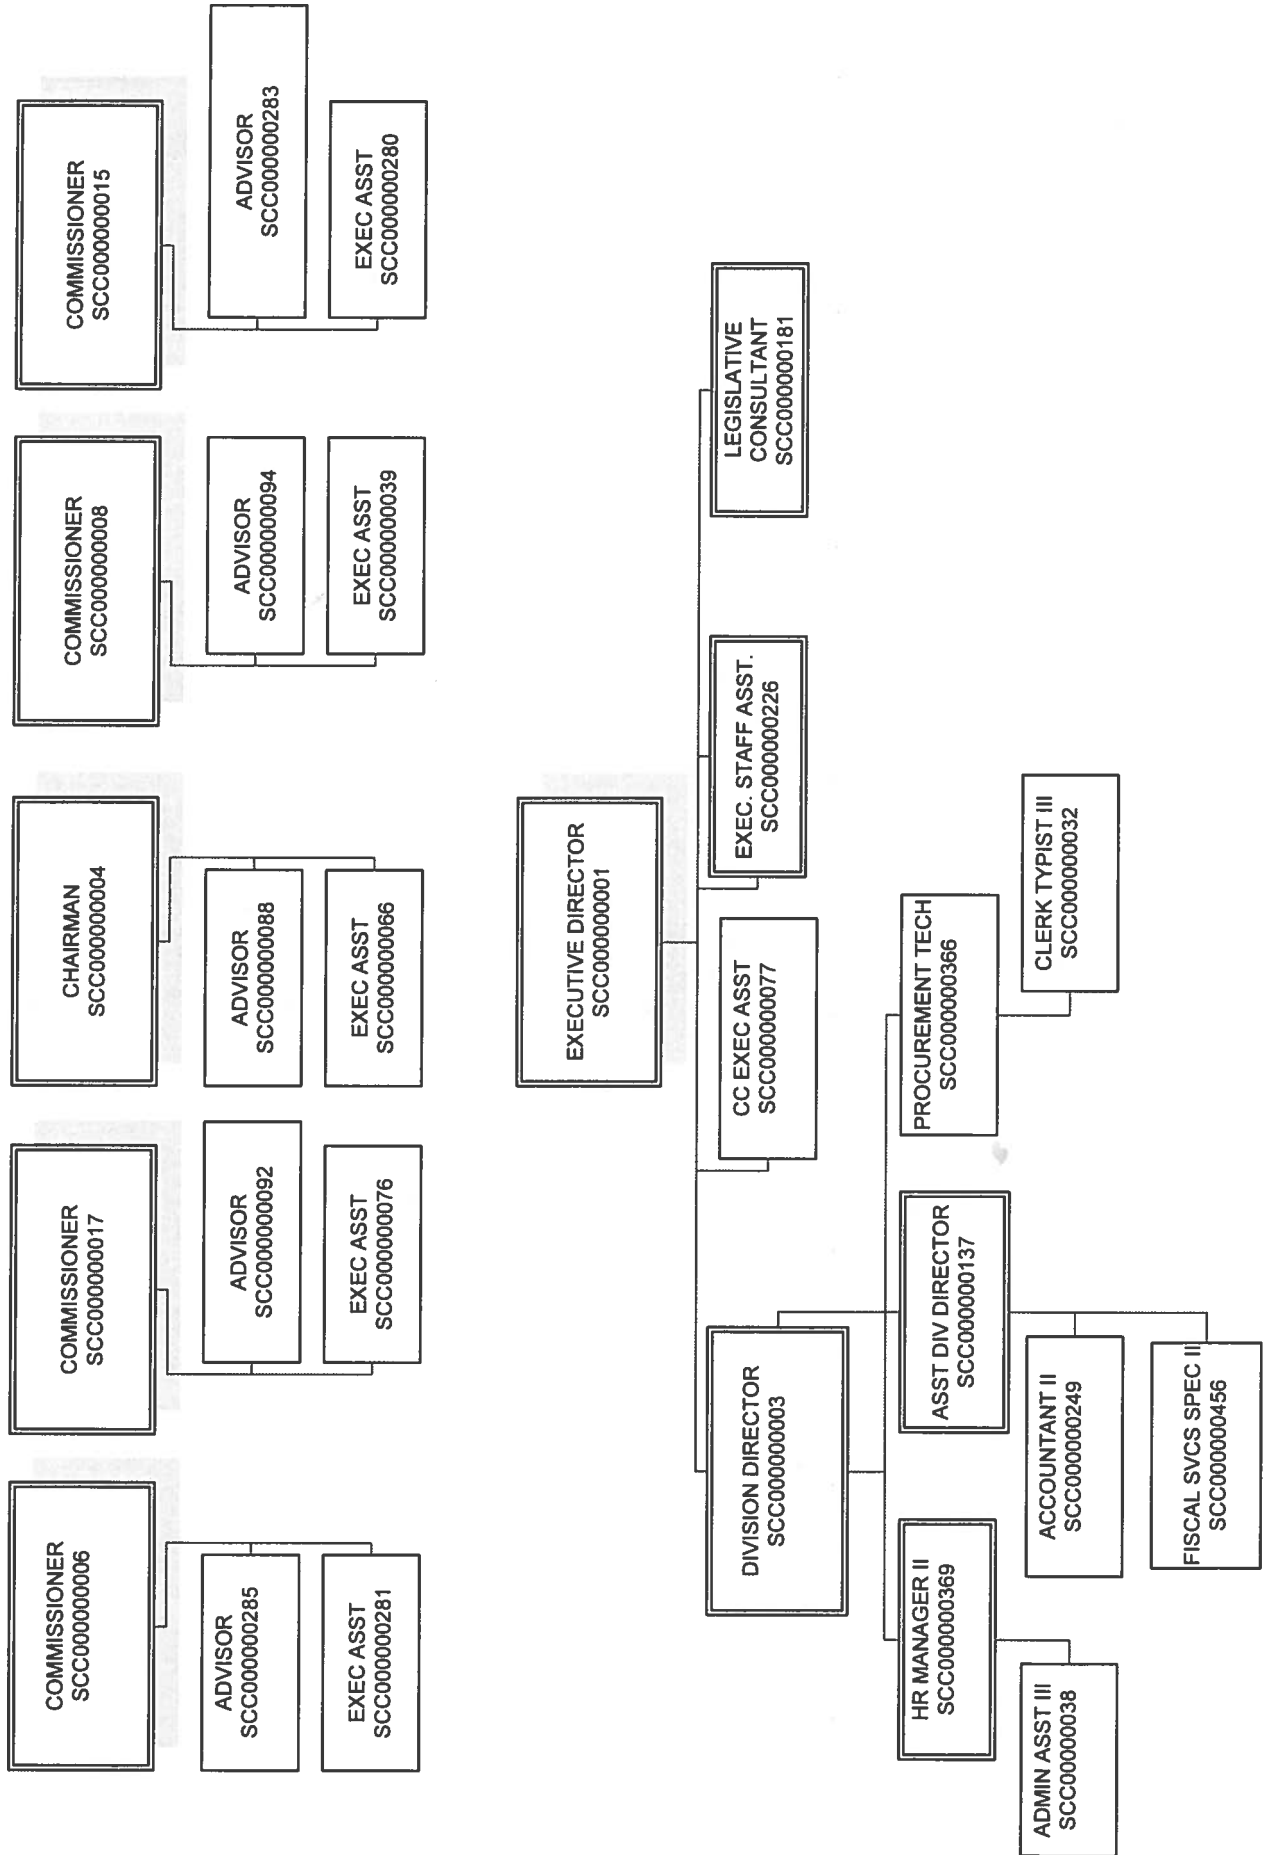 COMMISSIONER
SCC000000006
ADVISOR
SCC000000285
EXEC ASST
SCC000000281
COMMISSIONER
SCC000000017
ADVISOR
SCC000000092
EXEC ASST
SCC000000076
CHAIRMAN
SCC000000004
ADVISOR
SCC000000088
EXEC ASST
SCC000000066
COMMISSIONER
SCC000000008
ADVISOR
SCC000000094
EXEC ASST
SCC000000039
COMMISSIONER
SCC000000015
ADVISOR
SCC000000283
EXEC ASST
SCC000000280
EXECUTIVE DIRECTOR
SCC000000001
DIVISION DIRECTOR
SCC000000003
CC EXEC ASST
SCC000000077
EXEC. STAFF ASST.
SCC000000226
LEGISLATIVE
CONSULTANT
SCC000000181
HR MANAGER II
SCC000000369
ASST DIV DIRECTOR
SCC000000137
PROCUREMENT TECH
SCC000000366
ADMIN ASST III
SCC00000038
ACCOUNTANT II
SCC000000249
CLERK TYPIST III
SCC000000032
FISCAL SVCS SPEC II
SCC000000456